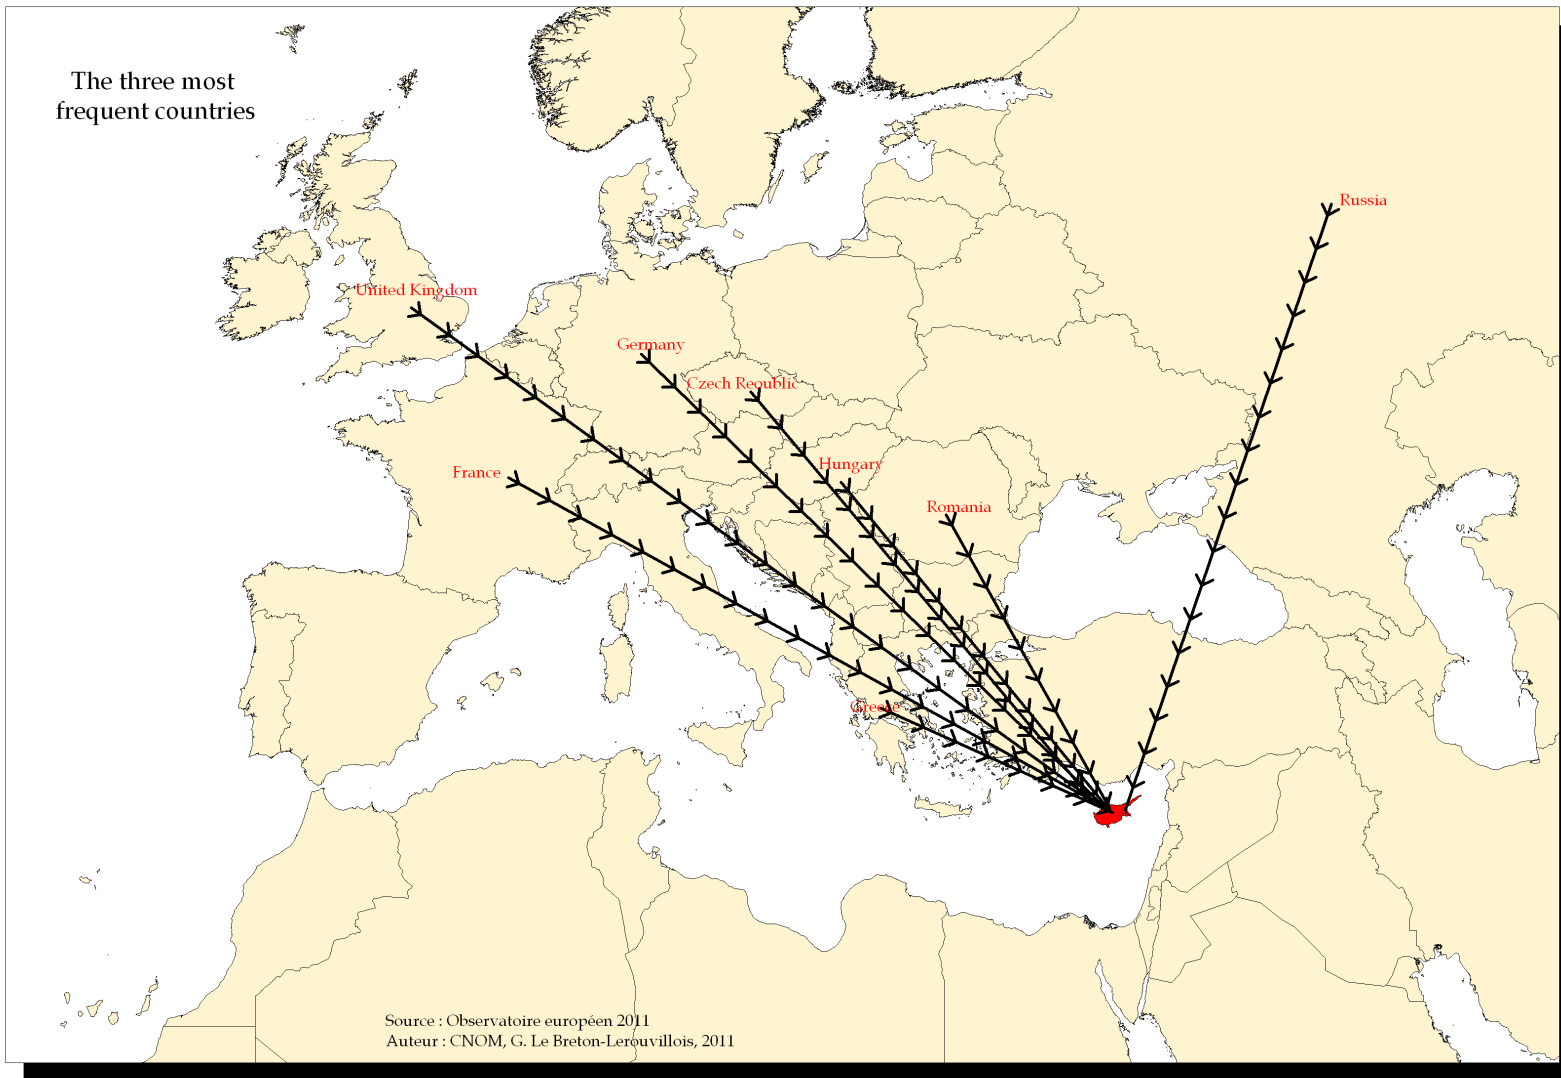 The three most
frequent countries
Russia
United Kingdom
Germany
Czech Reoublic
Hungary
France
Romania
Greece
Source : Observatoire européen 2011
Auteur : CNOM, G. Le Breton-Lerouvillois, 2011